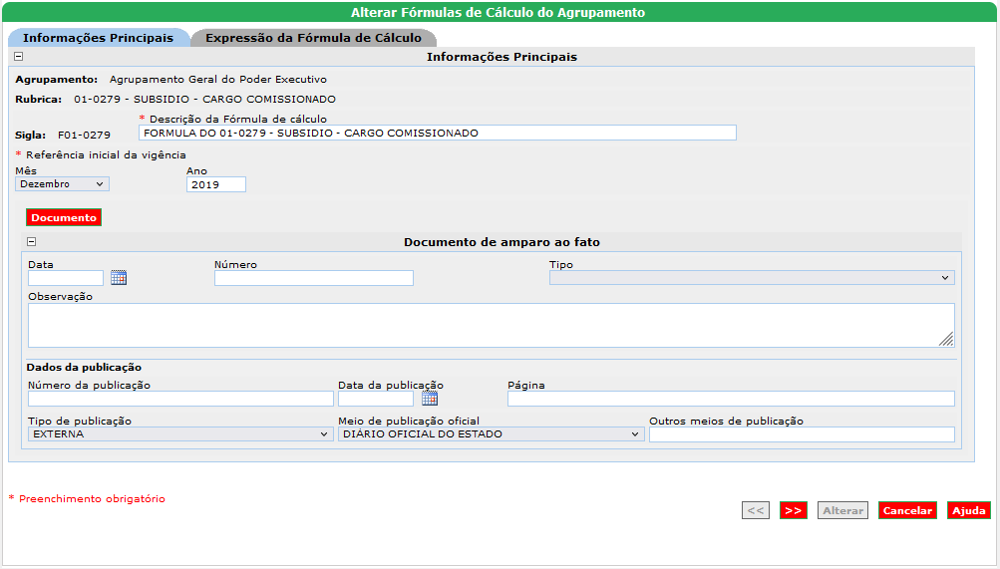 Alterar Fórmulas de Cálculo do Agrupamento
Informações Principais Expressão da Fórmula de Cálculo
Informações Principais
Agrupamento: Agrupamento Geral do Poder Executivo
Rubrica: 01-0279 - SUBSIDIO - CARGO COMISSIONADO
* Descrição da Fórmula de cálculo
Sigla: F01-0279 FORMULA DO 01-0279 - SUBSIDIO - CARGO COMISSIONADO
* Referência inicial da vigência
Mês Ano
Dezembro 2019
Documento
Documento de amparo ao fato
Data Número Tipo
Observação
Dados da publicação
Número da publicação Data da publicação Página
Tipo de publicação Meio de publicação oficial Outros meios de publicação
EXTERNA DIÁRIO OFICIAL DO ESTADO
* Preenchimento obrigatório
<< >> Alterar Cancelar Ajuda